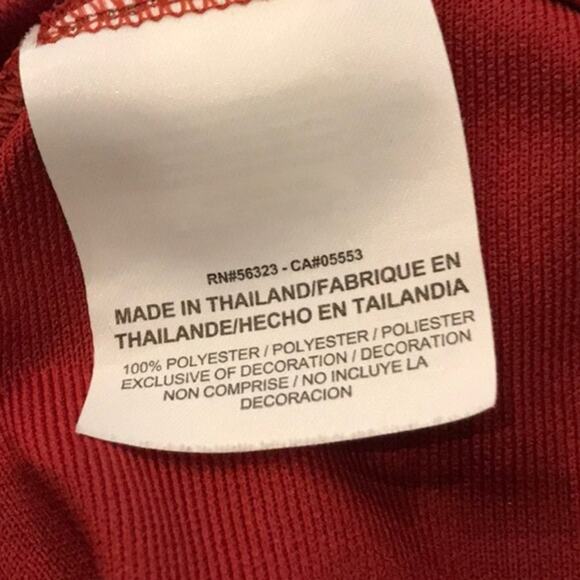 RN#56323 - CA#05553
MADE IN THAILAND/FABRIQUE EN
THAILANDE/HECHO EN TAILANDIA
100% POLYESTER / POLYESTER / POLIESTER
EXCLUSIVE OF DECORATION / DECORATION
NON COMPRISE / NO INCLUYE LA
DECORACION